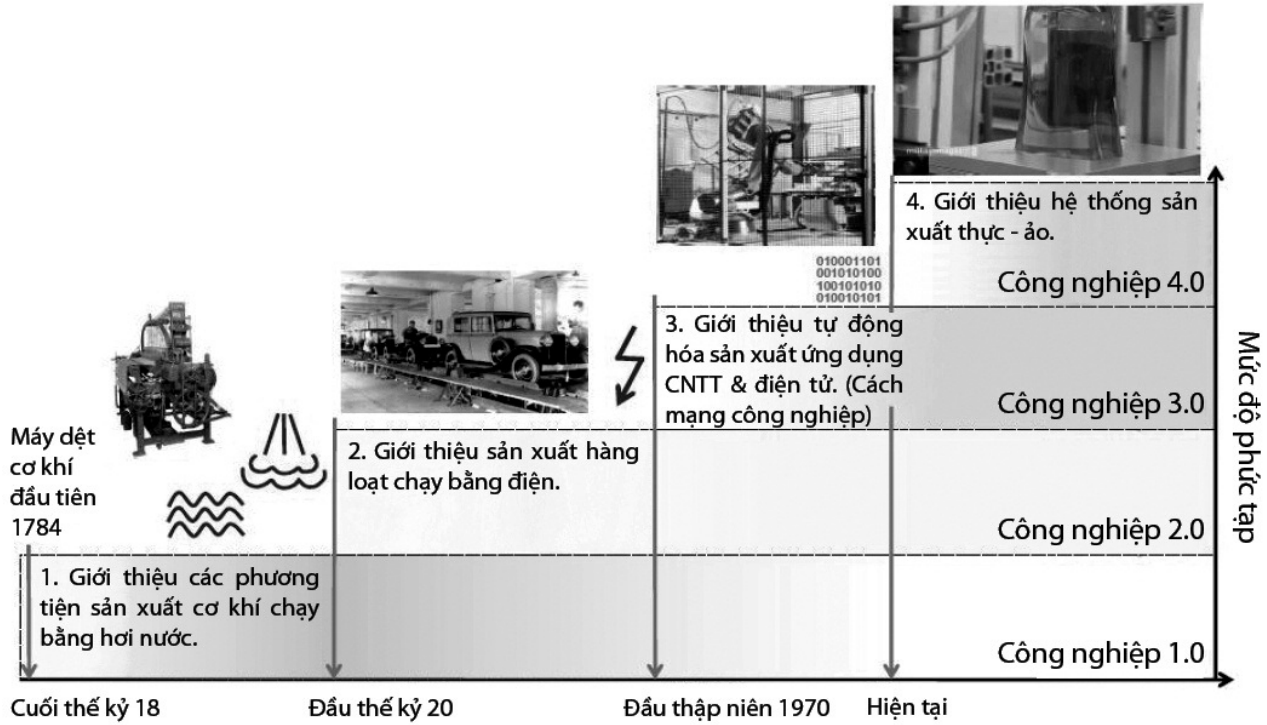 010001101
001010100
100101010
010010101
4. Giới thiệu hệ thống sản
xuất thực - ảo.
Công nghiệp 4.0
3. Giới thiệu tự động
hóa sản xuất ứng dụng
CNTT & điện tử. (Cách
mạng công nghiệp)
Công nghiệp 3.0
Máy dệt
cơ khí
đầu tiên
1784
2. Giới thiệu sản xuất hàng
loạt chạy bằng điện.
Công nghiệp 2.0
1. Giới thiệu các phương
tiện sản xuất cơ khí chạy
bằng hơi nước.
Công nghiệp 1.0
Mức độ phức tạp
Cuối thế kỷ 18
Đầu thế kỷ 20
Đầu thập niên 1970
Hiện tại